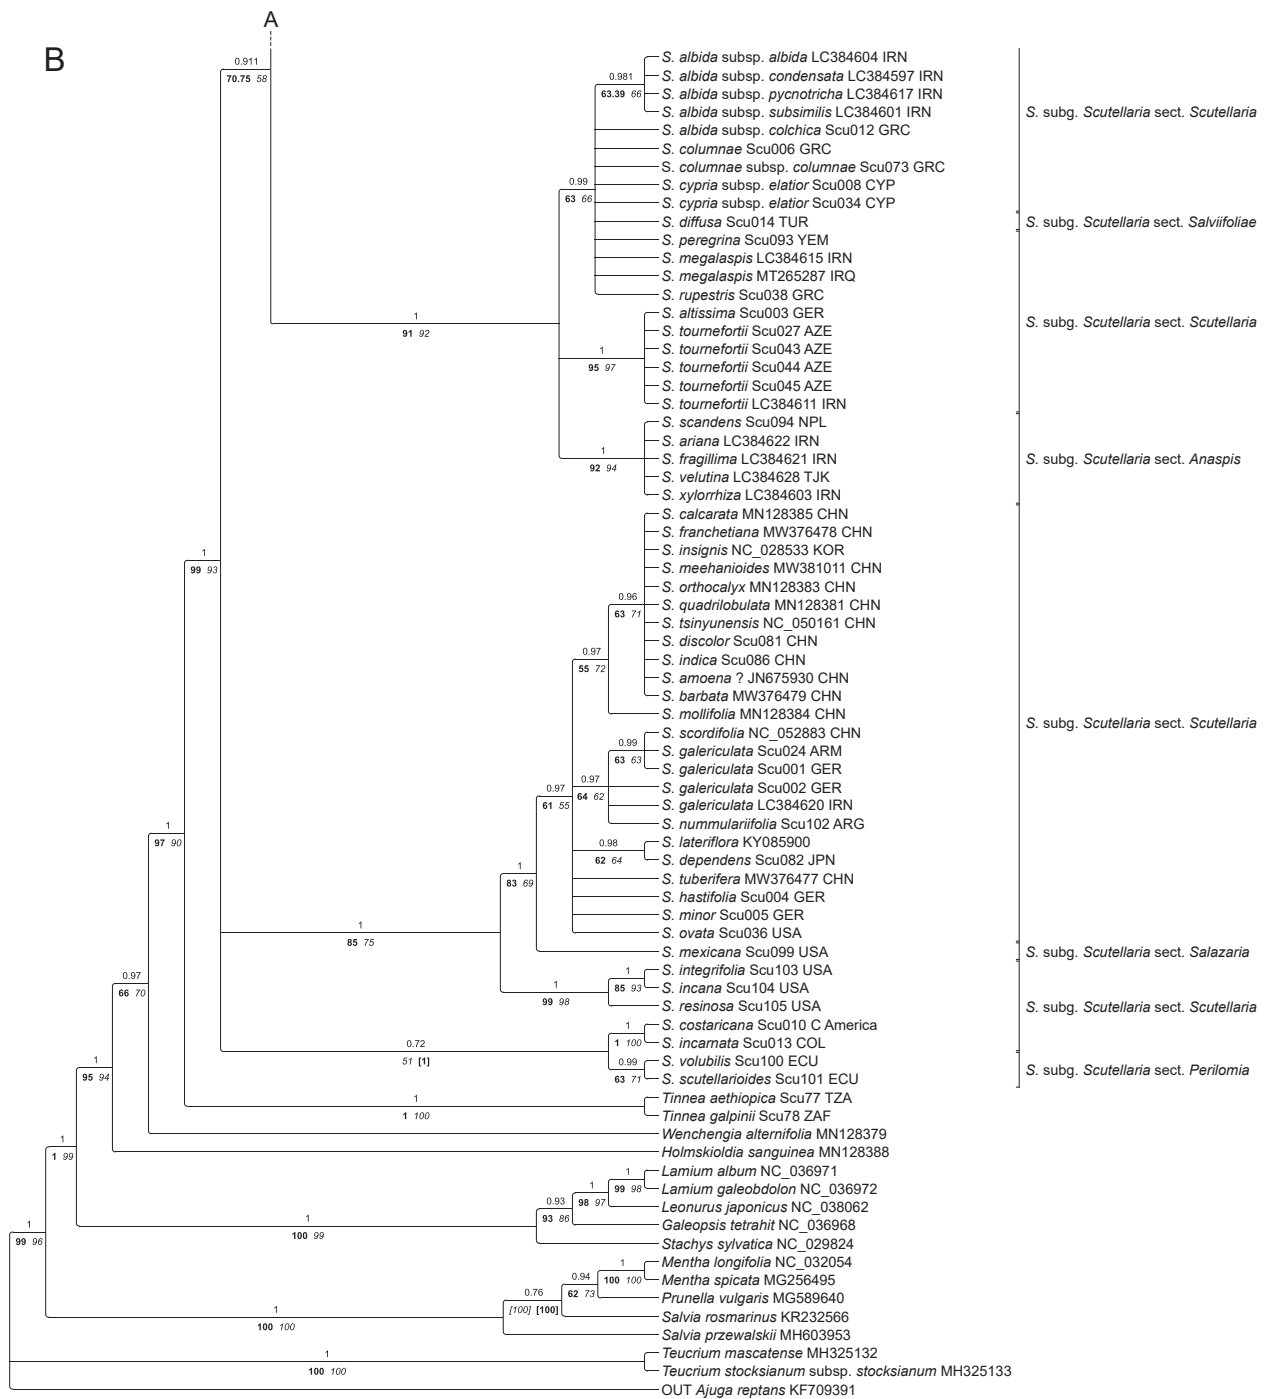 A
B
0.911
70.75 58
S. albida subsp. albida LC384604 IRN
S. albida subsp. condensata LC384597 IRN
0.981
63.39 66
S. albida subsp. pycnotricha LC384617 IRN
S. albida subsp. subsimilis LC384601 IRN
S. subg. Scutellaria sect. Scutellaria
S. albida subsp. colchica Scu012 GRC
S. columnae Scu006 GRC
S. columnae subsp. columnae Scu073 GRC
0.99
63 66
S. cypria subsp. elatior Scu008 CYP
S. cypria subsp. elatior Scu034 CYP
S. diffusa Scu014 TUR
S. subg. Scutellaria sect. Salviifoliae
S. peregrina Scu093 YEM
S. megalaspis LC384615 IRN
S. megalaspis MT265287 IRQ
S. rupestris Scu038 GRC
S. altissima Scu003 GER
1
91 92
S. subg. Scutellaria sect. Scutellaria
S. tournefortii Scu027 AZE
S. tournefortii Scu043 AZE
1
95 97
S. tournefortii Scu044 AZE
S. tournefortii Scu045 AZE
S. tournefortii LC384611 IRN
S. scandens Scu094 NPL
S. ariana LC384622 IRN
1
92 94
S. fragillima LC384621 IRN
S. subg. Scutellaria sect. Anaspis
S. velutina LC384628 TJK
S. xylorrhiza LC384603 IRN
S. calcarata MN128385 CHN
S. franchetiana MW376478 CHN
S. insignis NC_028533 KOR
1
99 93
S. meehanioides MW381011 CHN
S. orthocalyx MN128383 CHN
0.96
63 71
S. quadrilobulata MN128381 CHN
S. tsinyunensis NC_050161 CHN
S. discolor Scu081 CHN
0.97
55 72
S. indica Scu086 CHN
S. amoena ? JN675930 CHN
S. barbata MW376479 CHN
S. mollifolia MN128384 CHN
S. subg. Scutellaria sect. Scutellaria
S. scordifolia NC_052883 CHN
0.99
63 63
S. galericulata Scu024 ARM
S. galericulata Scu001 GER
0.97
64 62
S. galericulata Scu002 GER
0.97
61 55
S. galericulata LC384620 IRN
S. nummulariifolia Scu102 ARG
1
97 90
S. lateriflora KY085900
0.98
62 64
S. dependens Scu082 JPN
1
83 69
S. tuberifera MW376477 CHN
S. hastifolia Scu004 GER
S. minor Scu005 GER
1
85 75
S. ovata Scu036 USA
S. mexicana Scu099 USA
S. subg. Scutellaria sect. Salazaria
0.97
66 70
S. integrifolia Scu103 USA
1
85 93
S. incana Scu104 USA
1
99 98
S. resinosa Scu105 USA
S. subg. Scutellaria sect. Scutellaria
S. costaricana Scu010 C America
1
1 100
S. incarnata Scu013 COL
0.72
51 [1]
S. volubilis Scu100 ECU
0.99
63 71
S. scutellarioides Scu101 ECU
S. subg. Scutellaria sect. Perilomia
1
95 94
Tinnea aethiopica Scu77 TZA
1
1 100
Tinnea galpinii Scu78 ZAF
Wenchengia alternifolia MN128379
1
1 99
Holmskioldia sanguinea MN128388
Lamium album NC_036971
1
99 98
Lamium galeobdolon NC_036972
1
98 97
Leonurus japonicus NC_038062
0.93
93 86
Galeopsis tetrahit NC_036968
1
100 99
Stachys sylvatica NC_029824
1
99 96
Mentha longifolia NC_032054
1
100 100
Mentha spicata MG256495
0.94
62 73
Prunella vulgaris MG589640
0.76
[100] [100]
Salvia rosmarinus KR232566
1
100 100
Salvia przewalskii MH603953
Teucrium mascatense MH325132
1
100 100
Teucrium stocksianum subsp. stocksianum MH325133
OUT Ajuga reptans KF709391